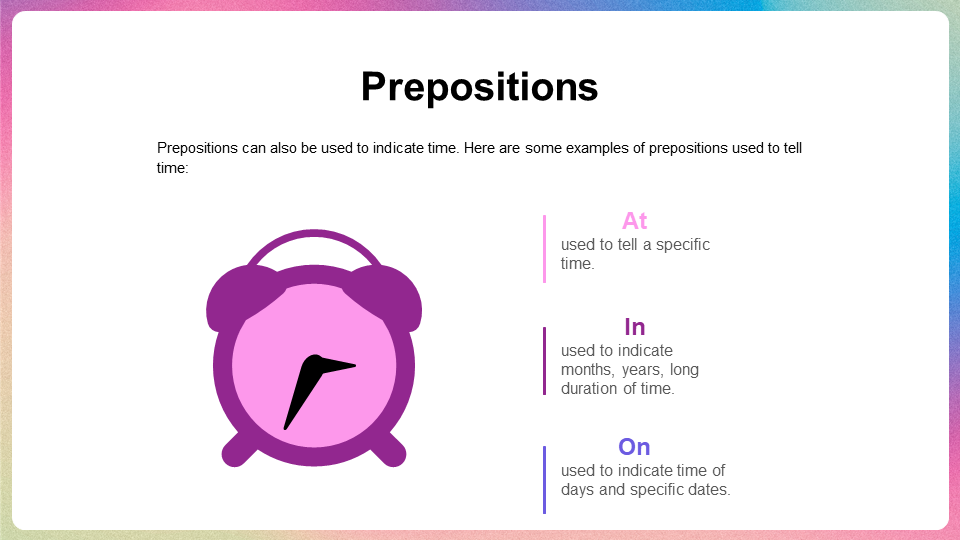 Prepositions
Prepositions can also be used to indicate time. Here are some examples of prepositions used to tell
time:
At
used to tell a specific
time.
In
used to indicate
months, years, long
duration of time.
On
used to indicate time of
days and specific dates.